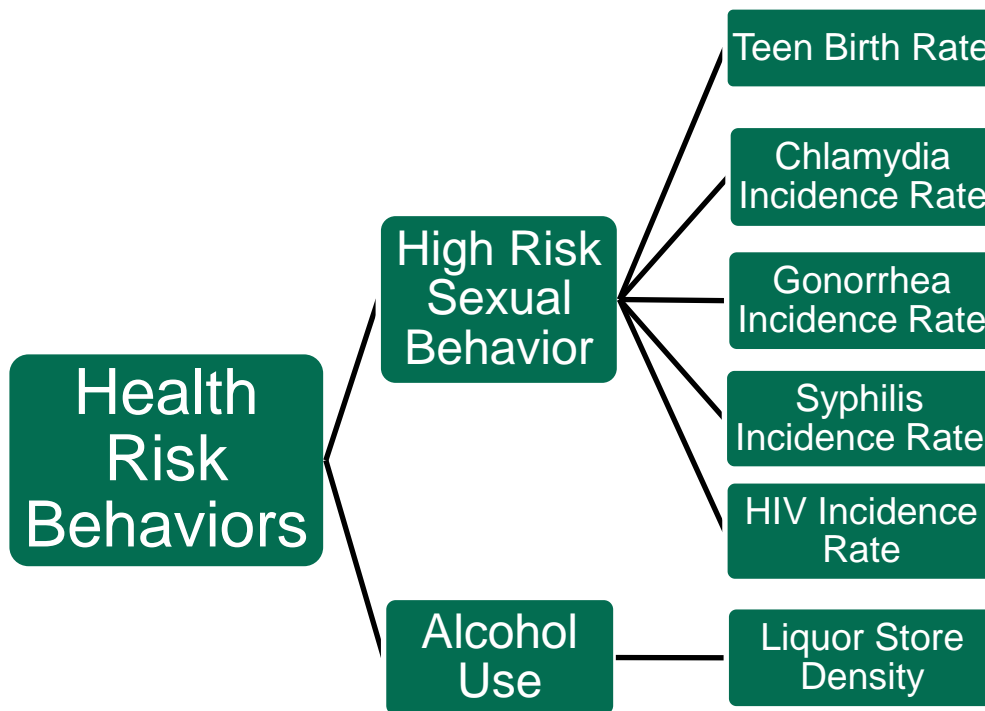 Health
Risk
Behaviors
High Risk
Sexual
Behavior
Teen Birth Rate
Chlamydia
Incidence Rate
Gonorrhea
Incidence Rate
Syphilis
Incidence Rate
HIV Incidence
Rate
Alcohol
Use
Liquor Store
Density